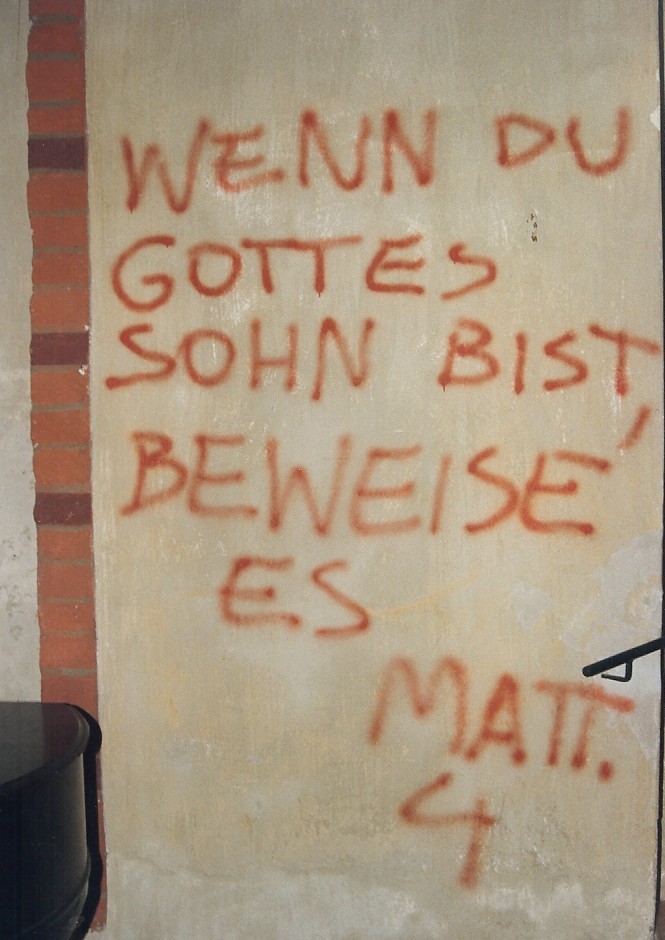 WENN DU
GOTTES
SOHN BIST,
BEWEISE
ES
MATT.
4